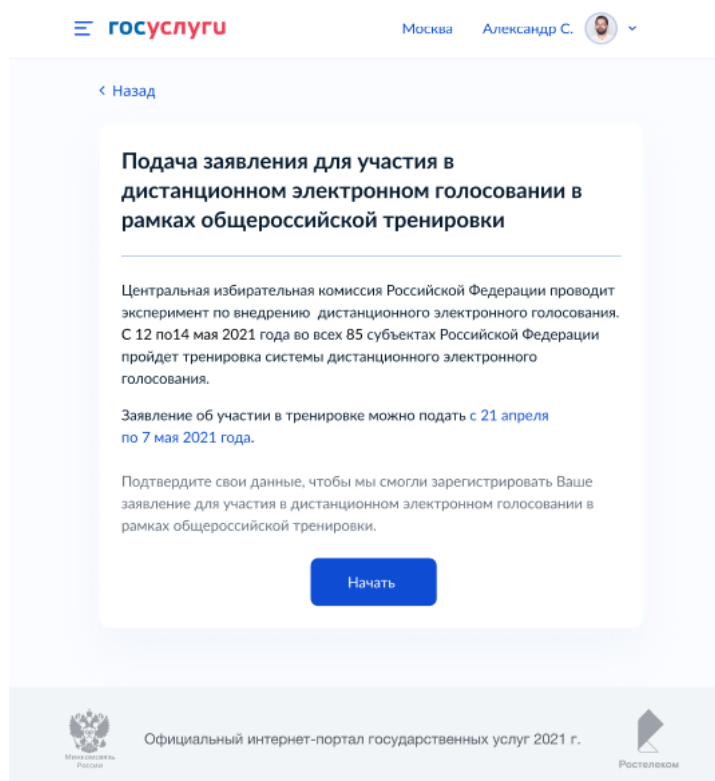 госуслуги
Москва
Александр С.
Назад
Подача заявления для участия в
дистанционном электронном голосовании в
рамках общероссийской тренировки
Центральная избирательная комиссия Российской Федерации проводит
эксперимент по внедрению дистанционного электронного голосования.
С 12 по14 мая 2021 года во всех 85 субъектах Российской Федерации
пройдет тренировка системы дистанционного электронного
голосования.
Заявление об участии в тренировке можно подать с 21 апреля
по 7 мая 2021 года.
Подтвердите свои данные, чтобы мы смогли зарегистрировать Ваше
заявление для участия в дистанционном электронном голосовании в
рамках общероссийской тренировки.
Начать
Минкомсвязь
России
Официальный интернет-портал государственных услуг 2021 г.
Ростелеком